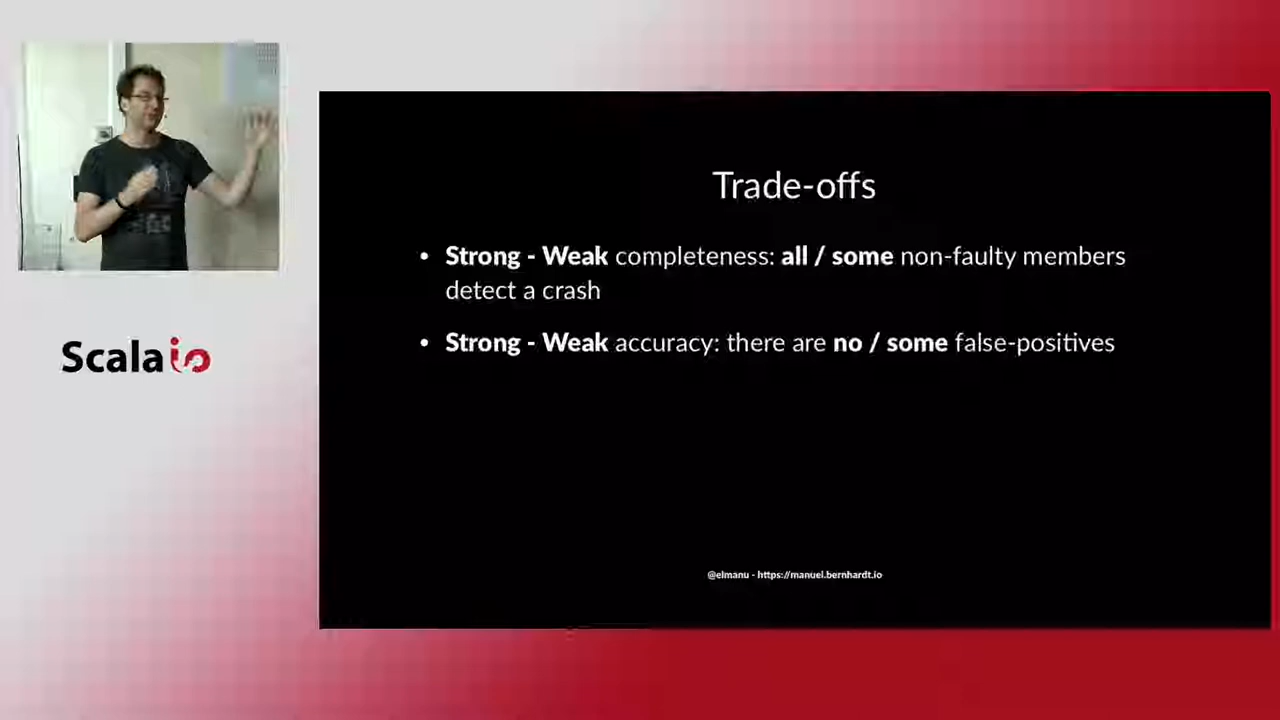 Scala io
Trade-offs
• Strong - Weak completeness: all / some non-faulty members
detect a crash
• Strong - Weak accuracy: there are no / some false-positives
@elmanu - https://manuel.bernhardt.io